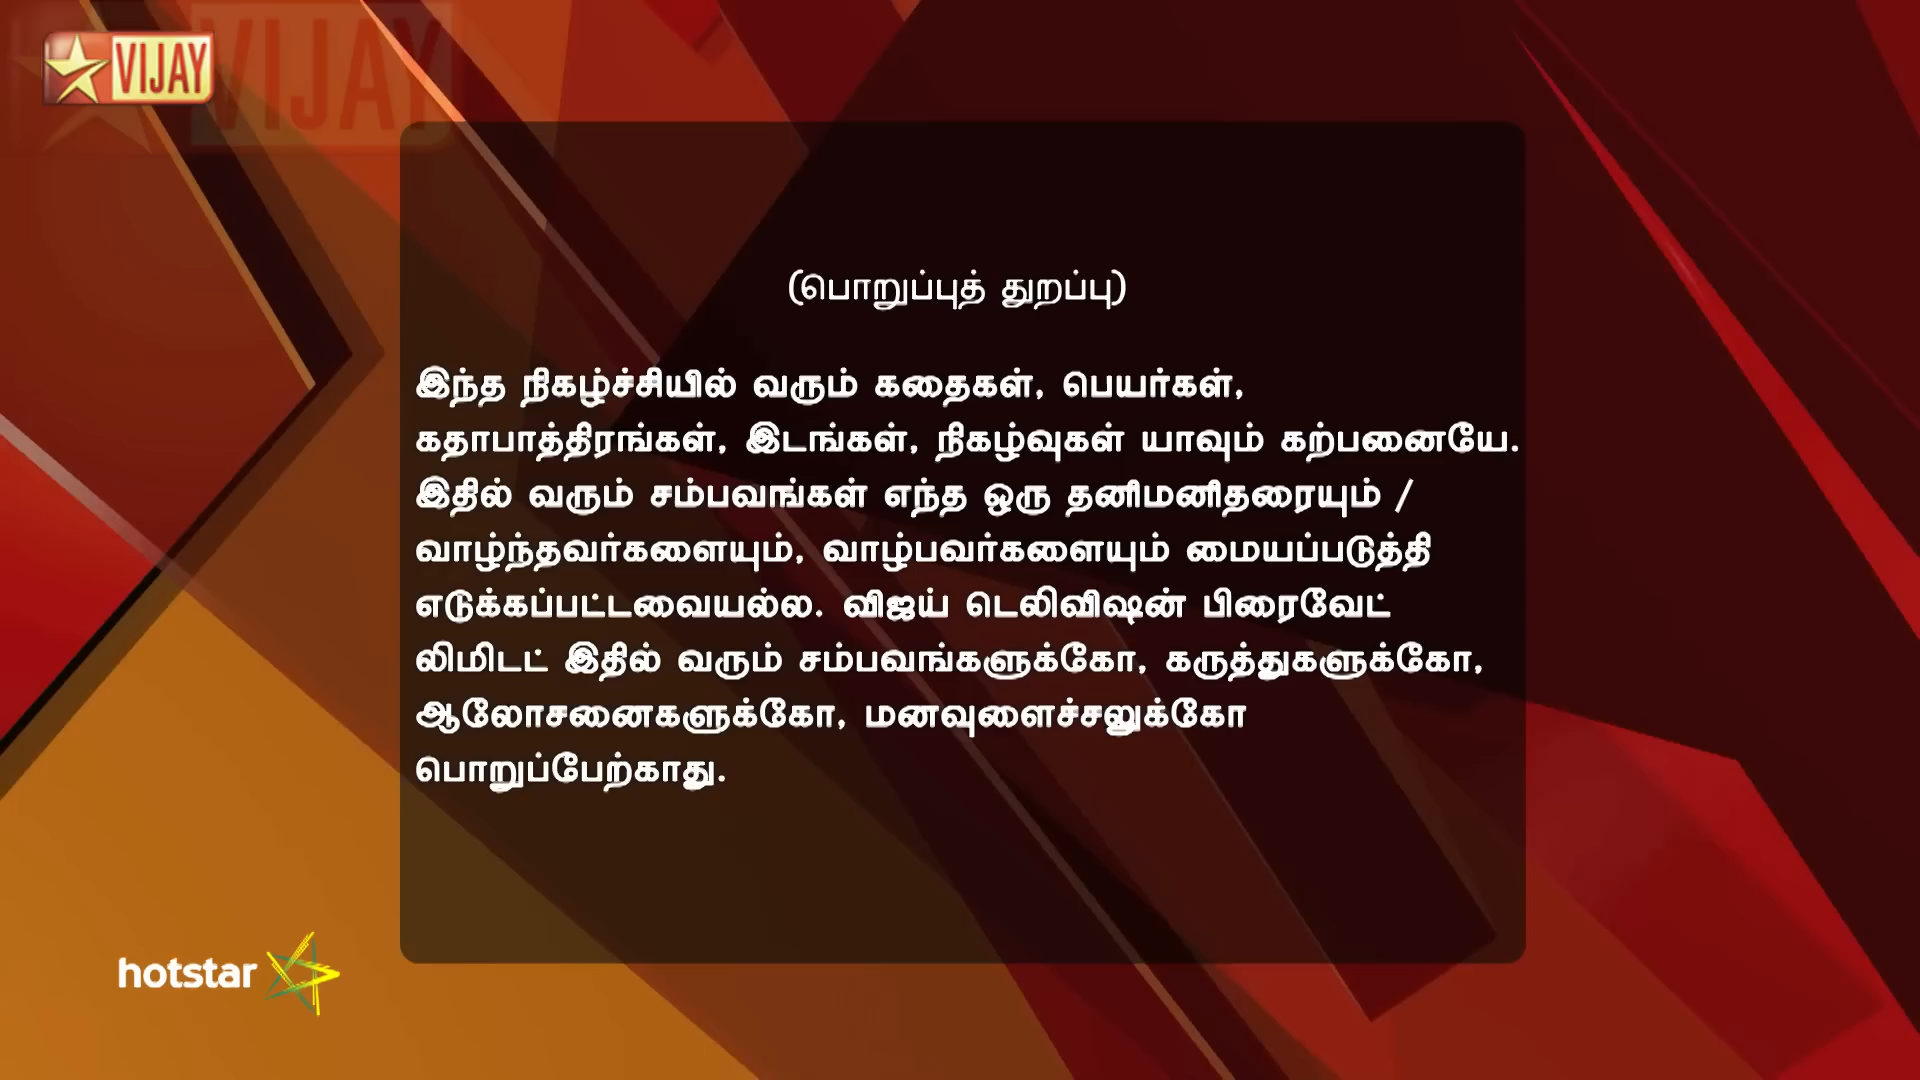 VIJAY
VIJAY
(பொறுப்புத் துறப்பு)
இந்த நிகழ்ச்சியில் வரும் கதைகள், பெயர்கள்,
கதாபாத்திரங்கள், இடங்கள், நிகழ்வுகள் யாவும் கற்பனையே.
இதில் வரும் சம்பவங்கள் எந்த ஒரு தனிமனிதரையும் /
வாழ்ந்தவர்களையும், வாழ்பவர்களையும் மையப்படுத்தி
எடுக்கப்பட்டவையல்ல. விஜய் டெலிவிஷன் பிரைவேட்
லிமிடட் இதில் வரும் சம்பவங்களுக்கோ, கருத்துகளுக்கோ,
ஆலோசனைகளுக்கோ, மனவுளைச்சலுக்கோ
பொறுப்பேற்காது.
hotstar